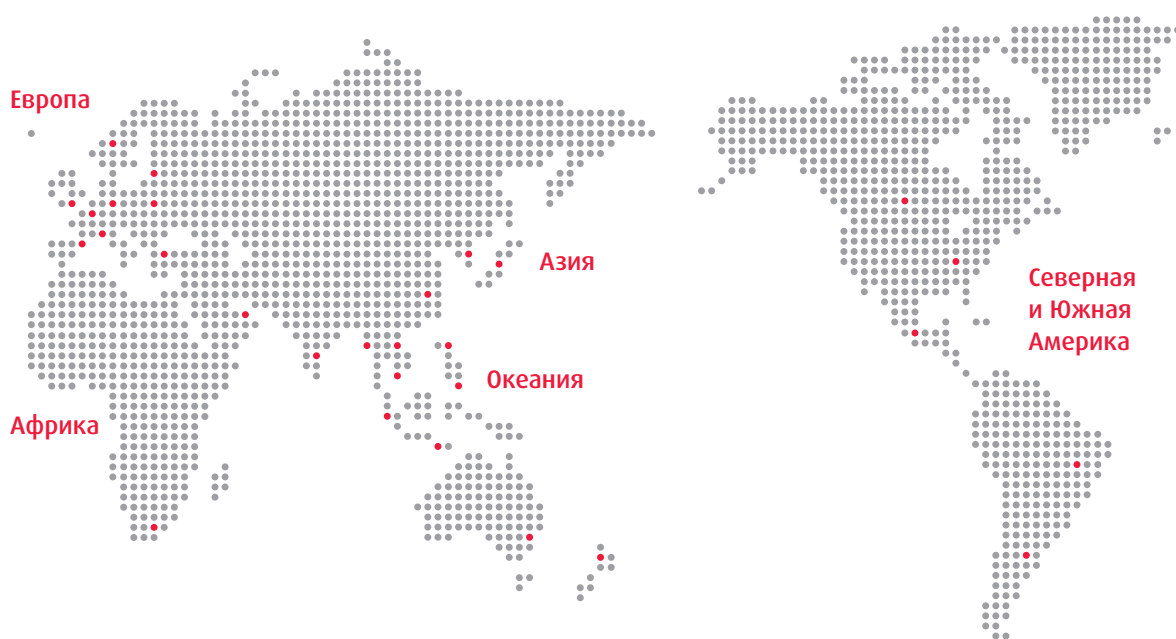 Европа
Азия
Северная
и Южная
Америка
Океания
Африка